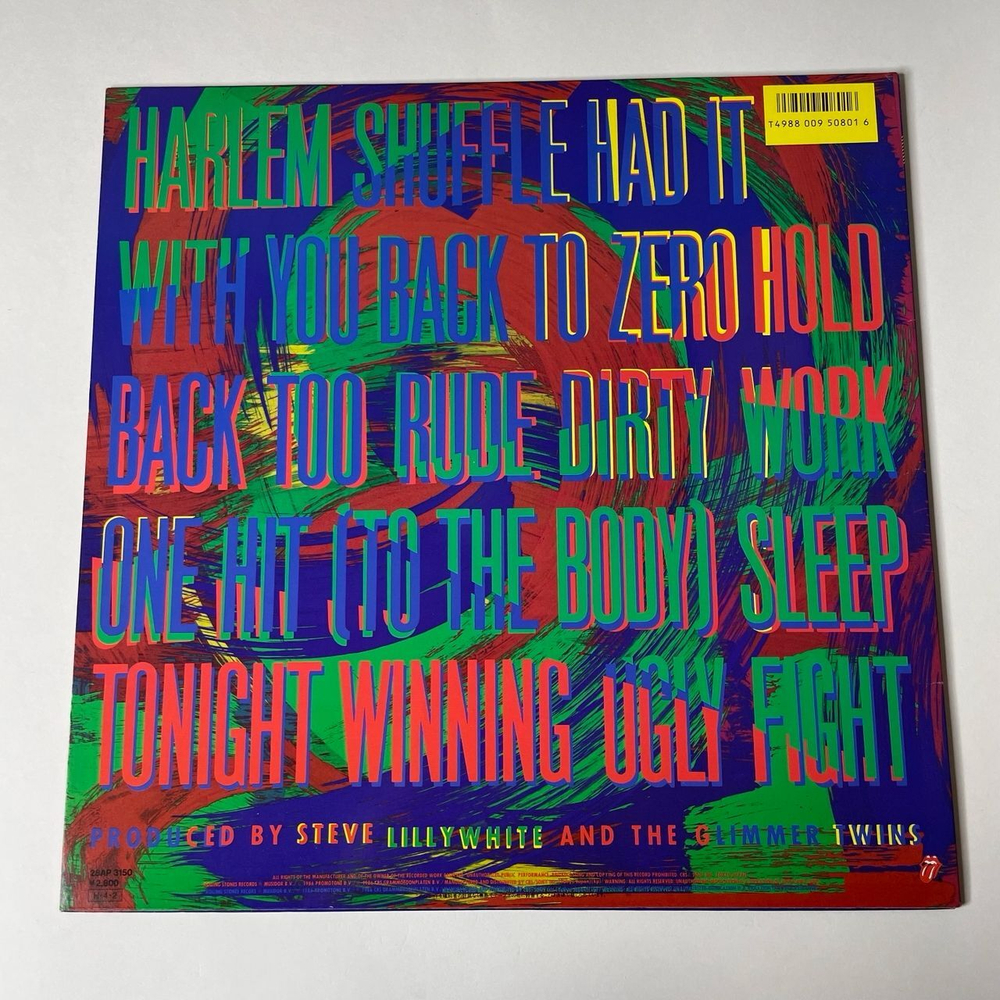 HARLEM SHUFFLE HAD IT
T4988 009 50801 6
WITH YOU BACK TO ZERO HOLD
BACK TOO RUDE DIRTY WORK
ONE HIT (TO THE BODY) SLEEP
TONIGHT WINNING UGLY FIGHT
PRODUCED BY STEVE LILLYWHITE AND THE GLIMMER TWINS
28AP 3150
¥2,800